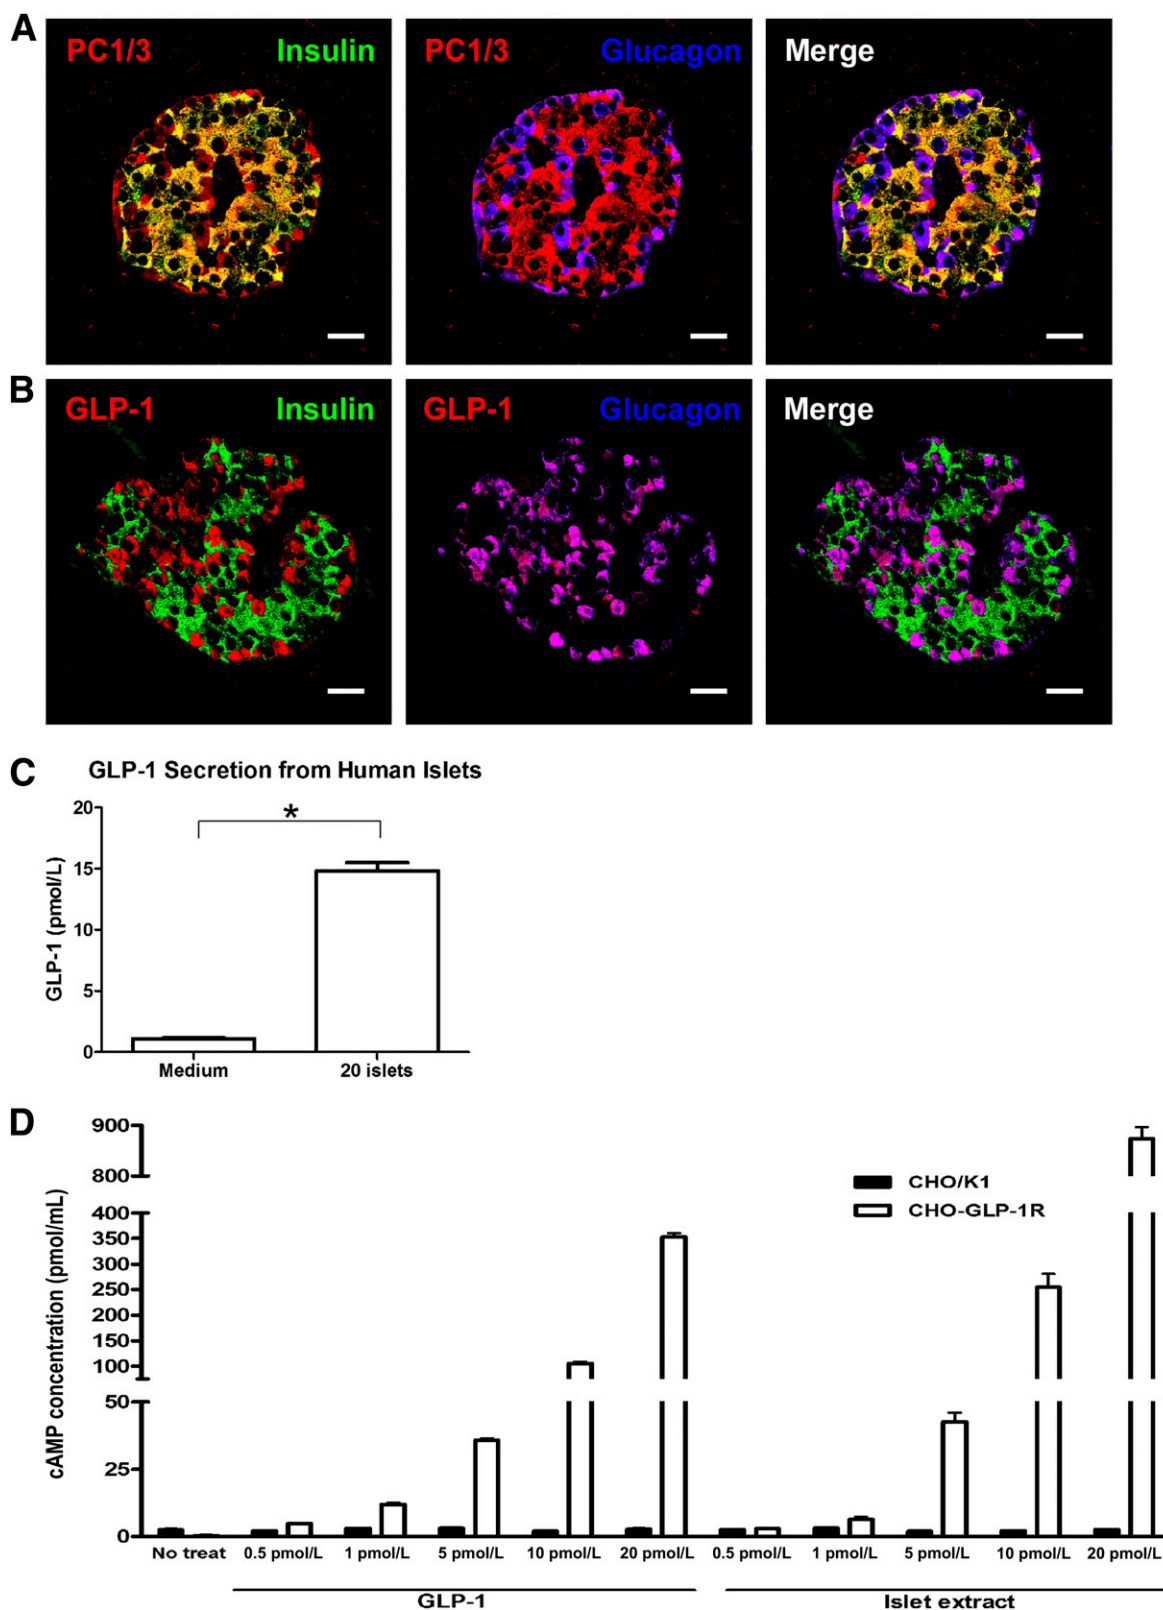 A
PC1/3 Insulin
PC1/3 Glucagon
Merge
B
GLP-1 Insulin
GLP-1 Glucagon
Merge
C
GLP-1 Secretion from Human Islets
GLP-1 (pmol/L)
20
15
10
5
0
*
Medium 20 islets
D
cAMP concentration (pmol/mL)
900
800
400
350
300
250
200
150
100
50
25
0
CHO/K1
CHO-GLP-1R
No treat 0.5 pmol/L 1 pmol/L 5 pmol/L 10 pmol/L 20 pmol/L 0.5 pmol/L 1 pmol/L 5 pmol/L 10 pmol/L 20 pmol/L
GLP-1 Islet extract